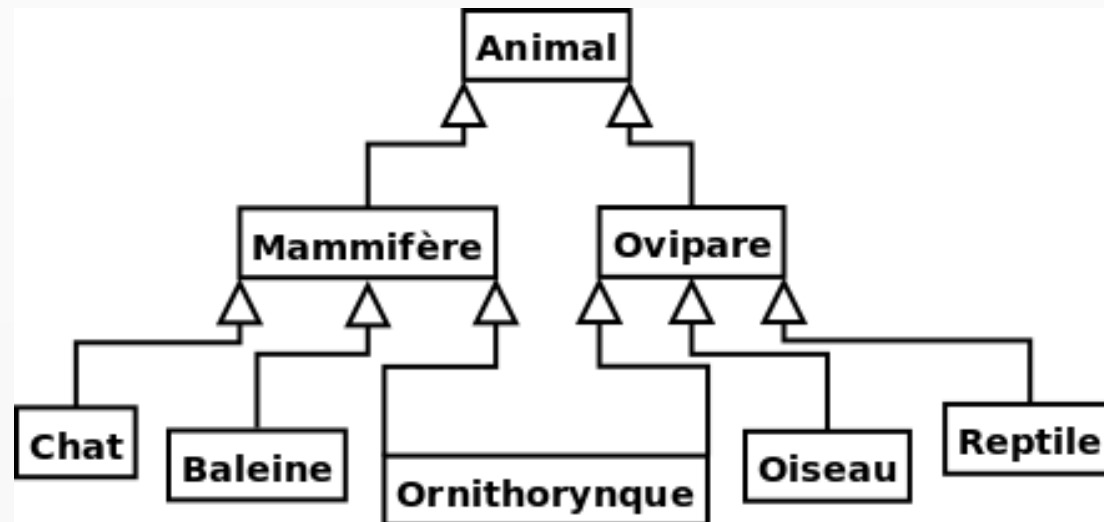 Animal
Mammifère
Ovipare
Chat
Baleine
Ornithorynque
Oiseau
Reptile